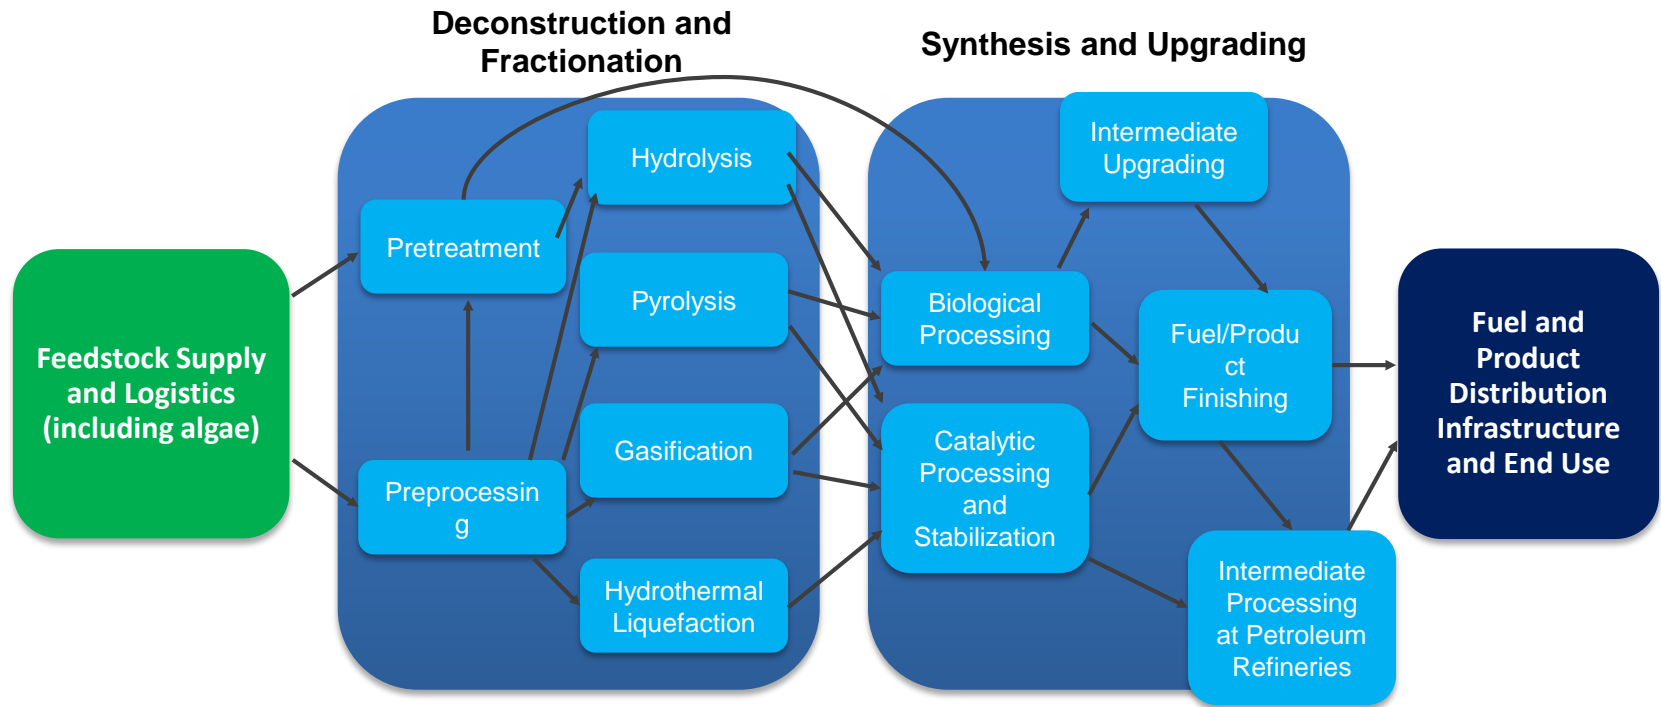 Deconstruction and
Fractionation
Synthesis and Upgrading
Feedstock Supply
and Logistics
(including algae)
Pretreatment
Preprocessin
g
Hydrolysis
Pyrolysis
Gasification
Hydrothermal
Liquefaction
Intermediate
Upgrading
Biological
Processing
Catalytic
Processing
and
Stabilization
Fuel/Produ
ct
Finishing
Intermediate
Processing
at Petroleum
Refineries
Fuel and
Product
Distribution
Infrastructure
and End Use